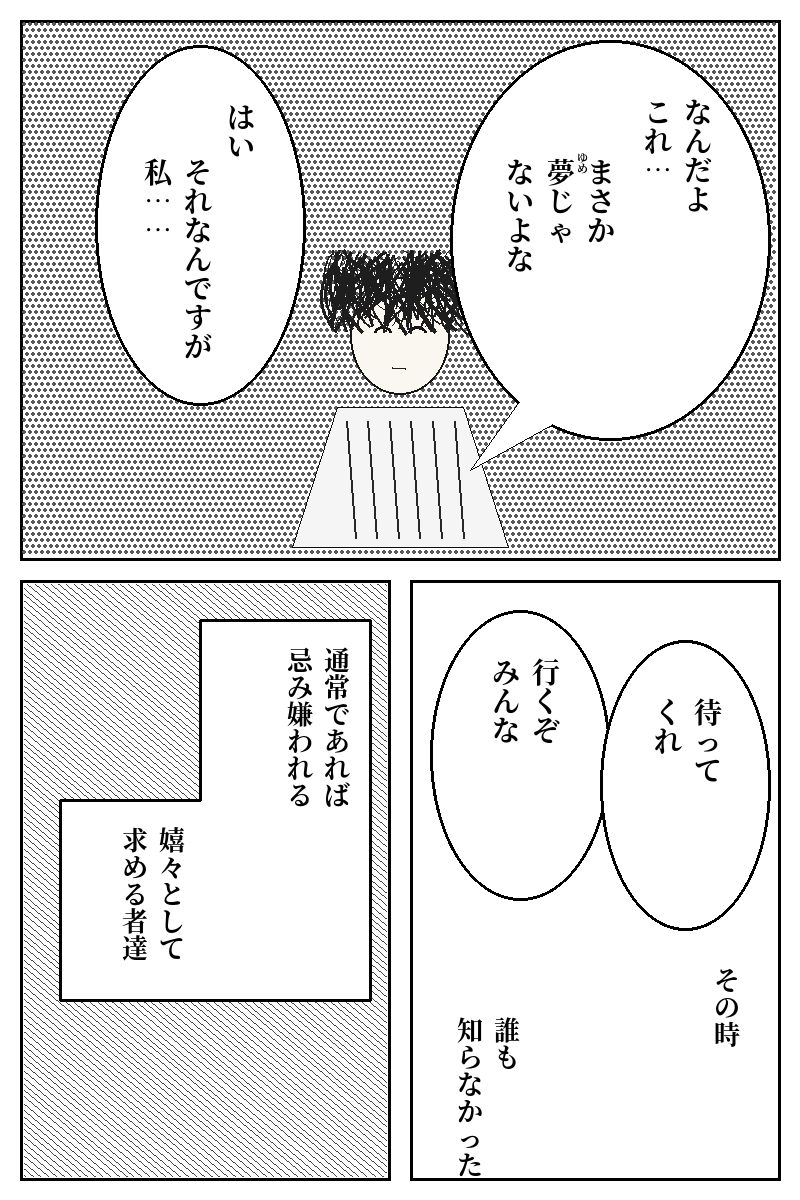 なんだよ
これ…
まさか
夢じゃ
ゆめ
ないよな
はい
それなんですが
私……
待って
くれ
行くぞ
みんな
その時
誰も
知らなかった
通常であれば
忌み嫌われる
嬉々として
求める者達